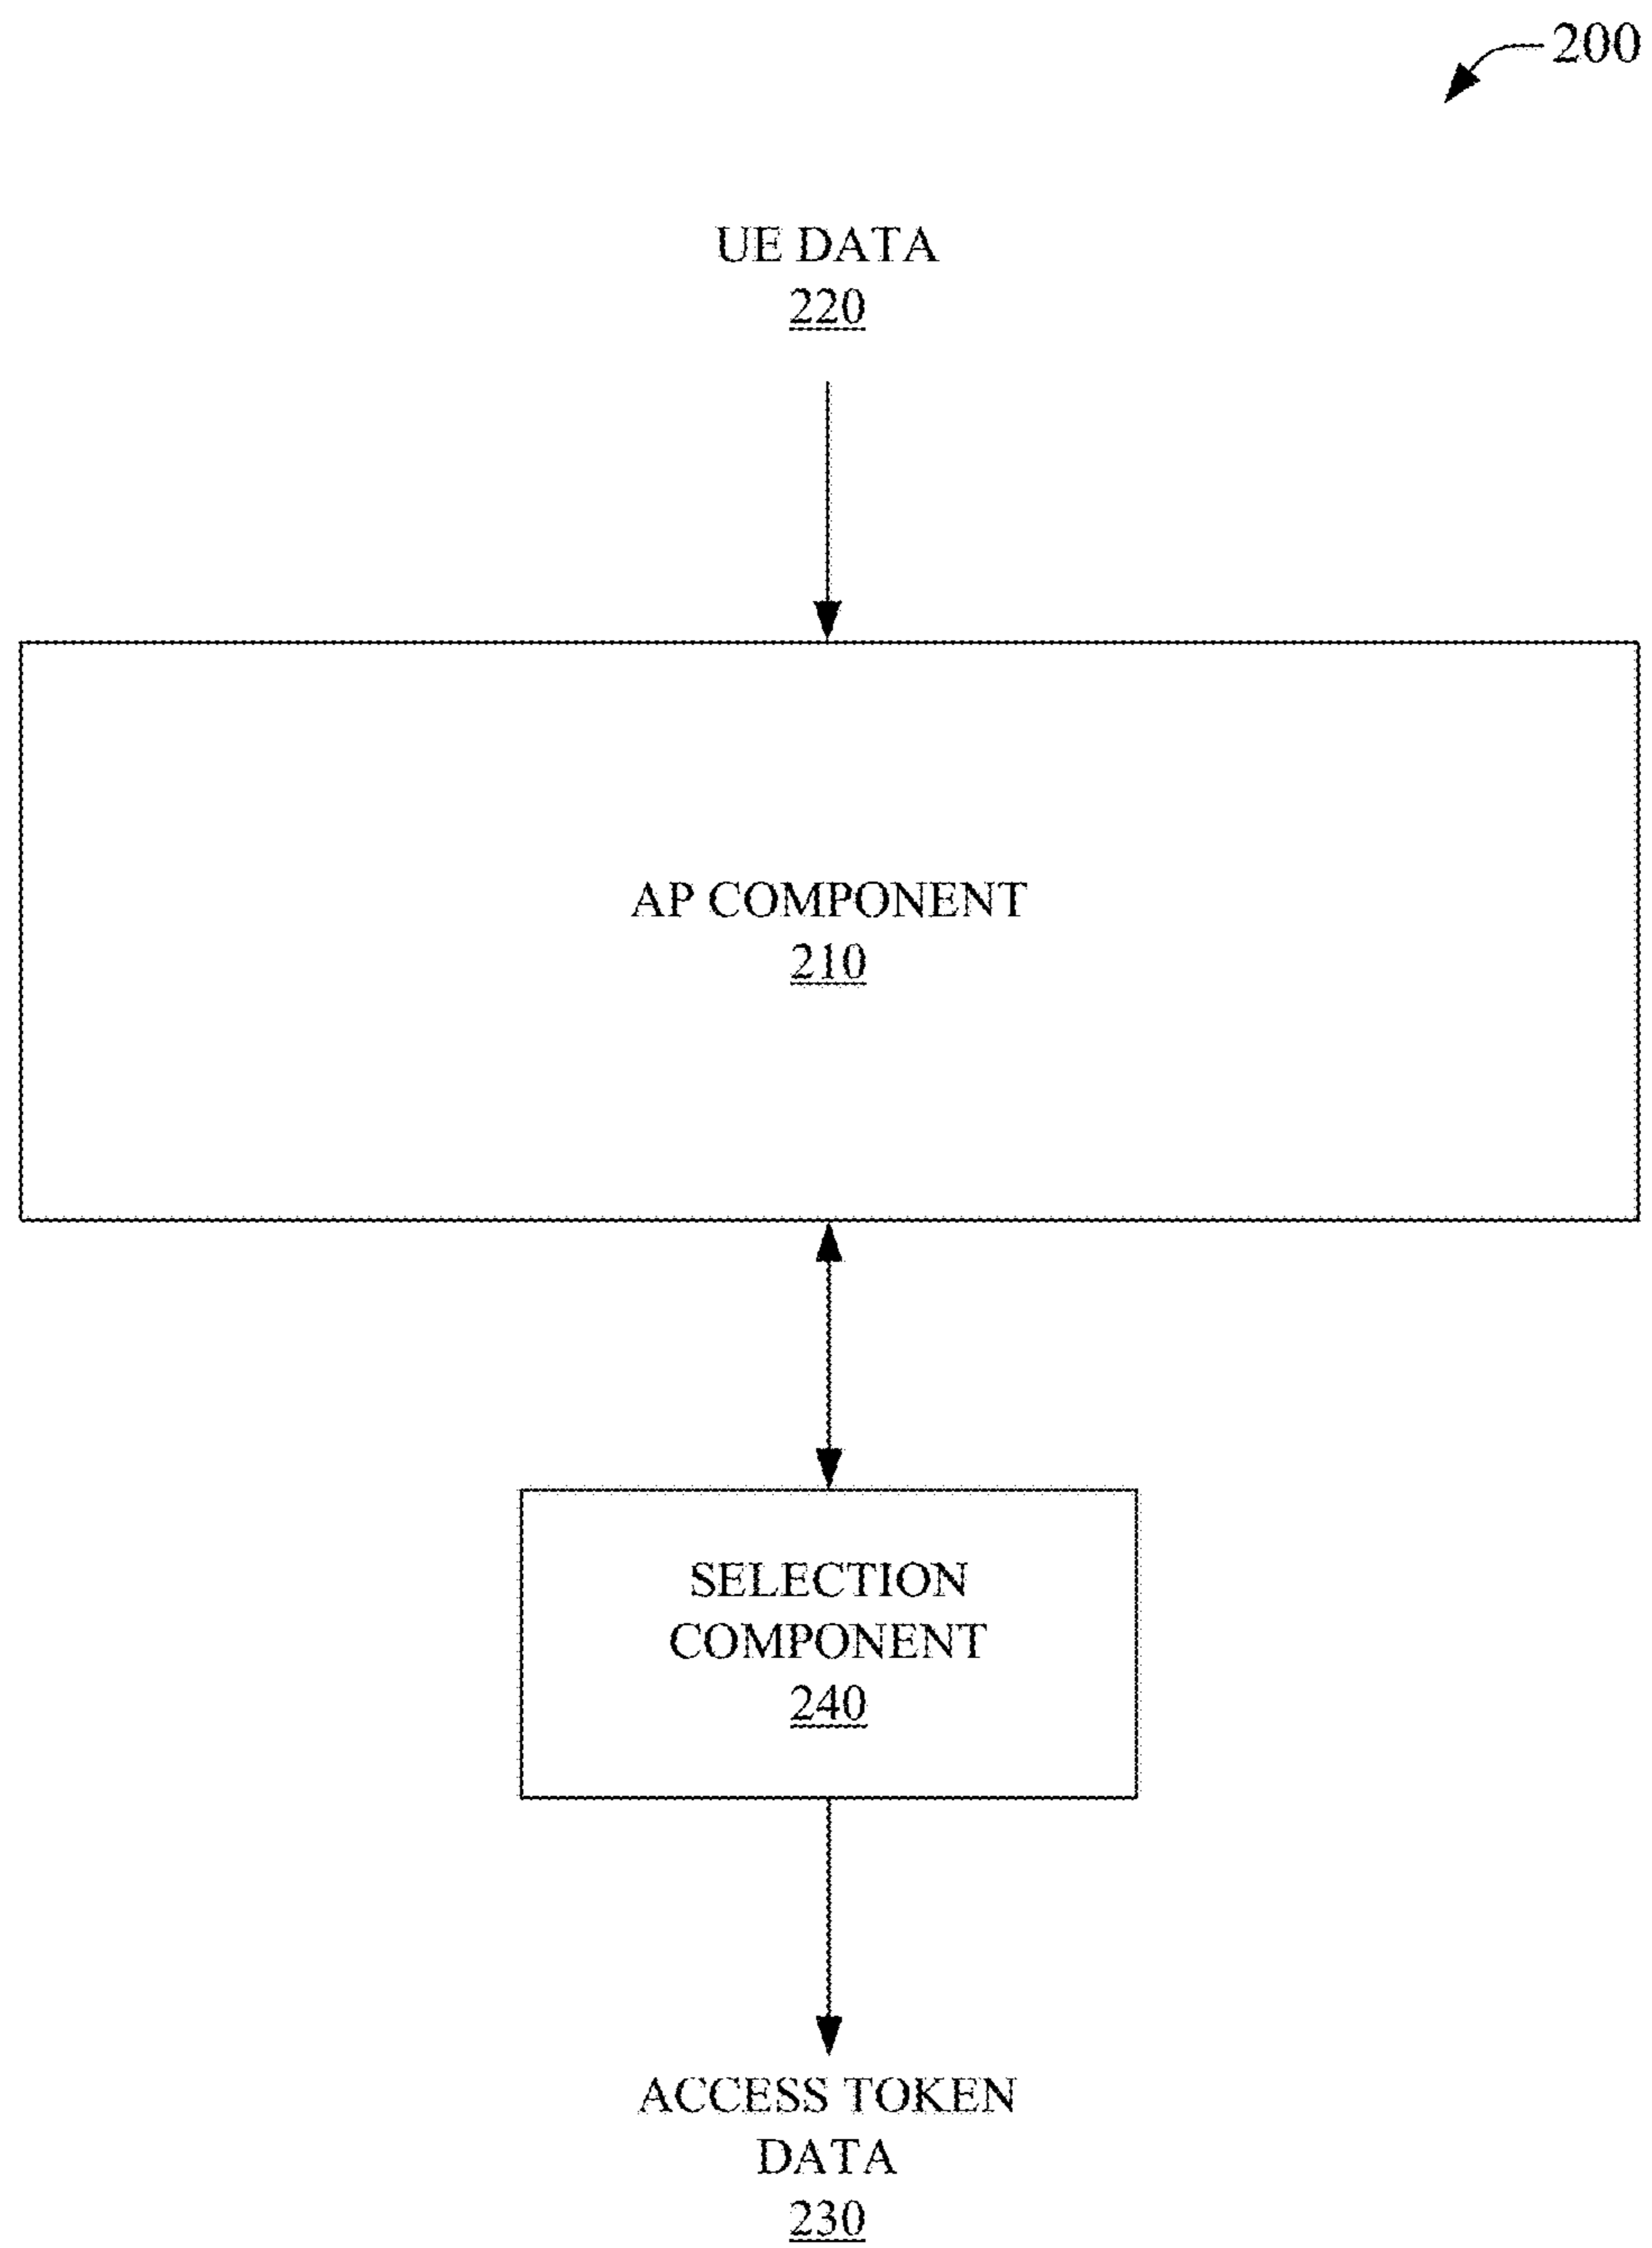 200
UE DATA
220
AP COMPONENT
210
SELECTION
COMPONENT
240
ACCESS TOKEN
DATA
230